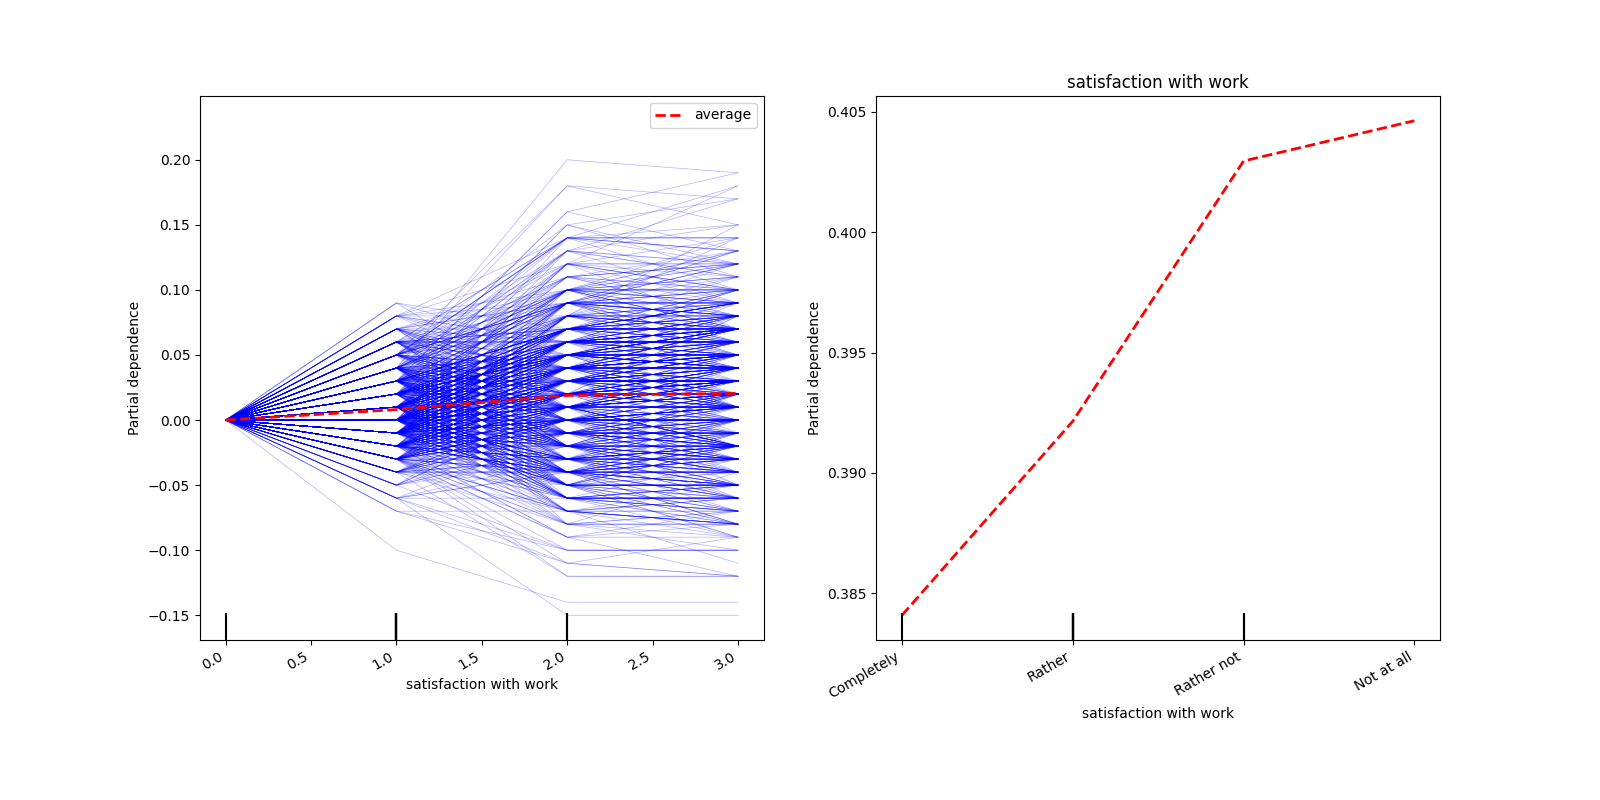 average
0.20
0.15
0.10
0.05
0.00
−0.05
−0.10
−0.15
Partial dependence
0.0
0.5
1.0
1.5
2.0
2.5
3.0
satisfaction with work
satisfaction with work
0.405
0.400
0.395
0.390
0.385
Partial dependence
Completely
Rather
Rather not
Not at all
satisfaction with work